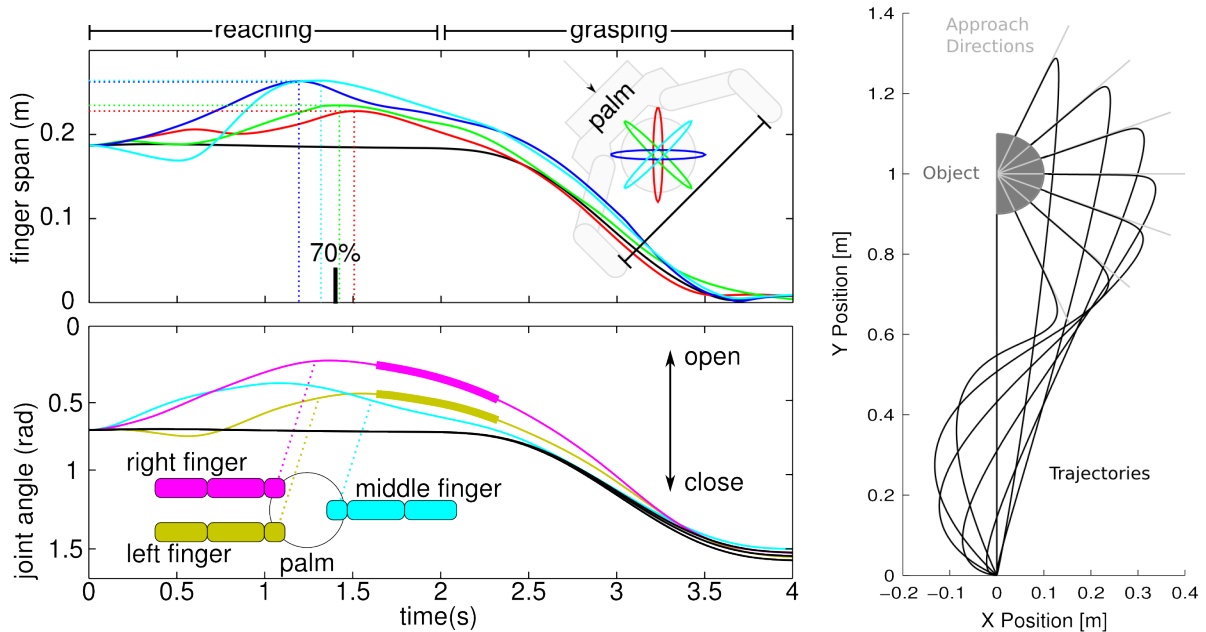 reaching
grasping
finger span (m)
0.2
0.1
0
palm
70%
joint angle (rad)
0
0.5
1
1.5
open
close
right finger
middle finger
left finger
palm
0
0.5
1
1.5
2
2.5
3
3.5
4
time(s)
1.4
1.2
1
0.8
0.6
0.4
0.2
0
Y Position [m]
Approach
Directions
Object
Trajectories
−0.2
−0.1
0
0.1
0.2
0.3
0.4
X Position [m]